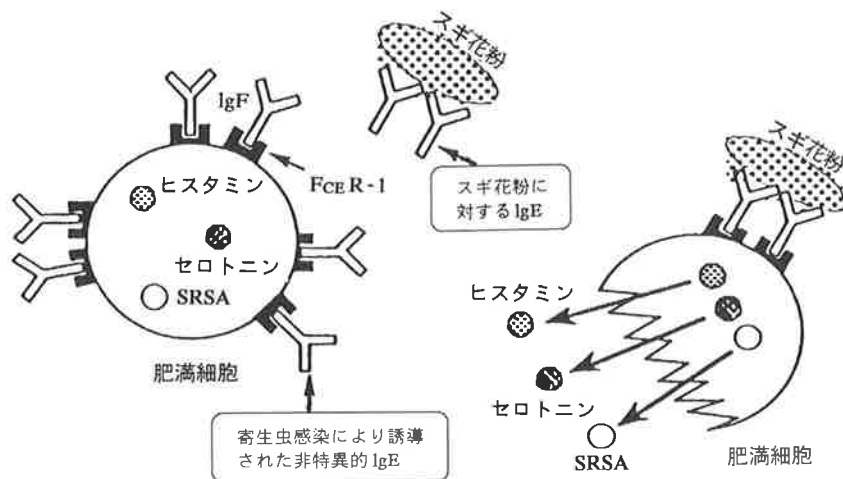 スギ花粉
IgF
FCE R-1
ヒスタミン
セロトニン
SRSA
肥満細胞
スギ花粉に
対するIgE
寄生虫感染により誘導
された非特異的IgE
スギ花粉
ヒスタミン
セロトニン
SRSA
肥満細胞